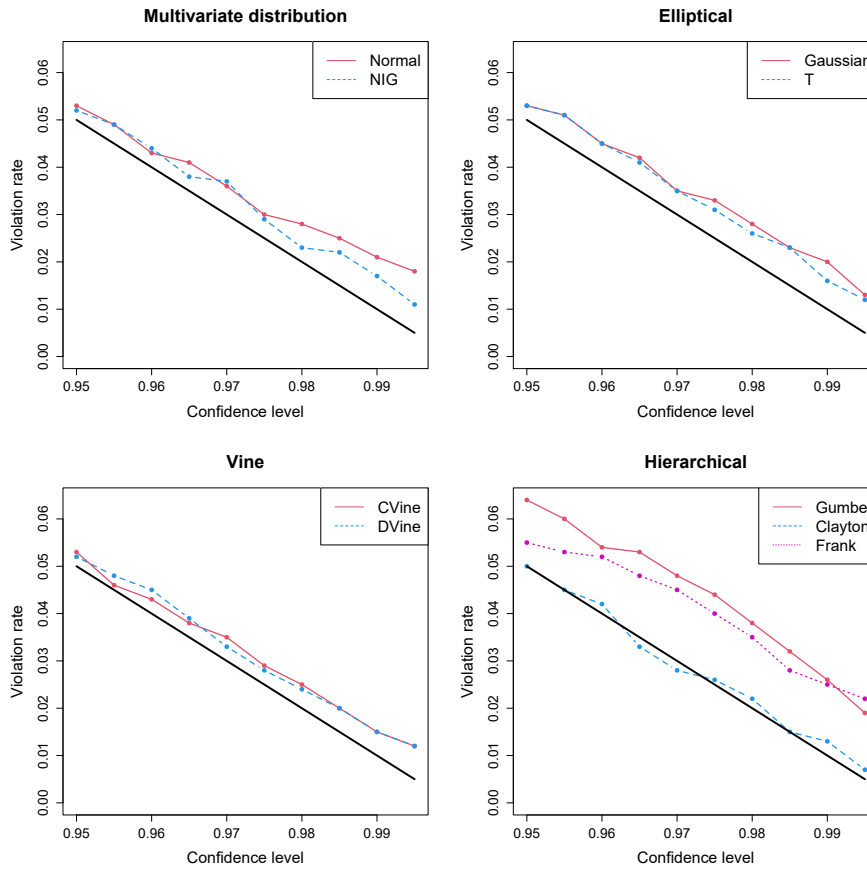 Multivariate distribution
Normal
NIG
0.06
0.05
0.04
0.03
0.02
0.01
0.00
Violation rate
0.95 0.96 0.97 0.98 0.99
Confidence level
Elliptical
Gaussian
T
0.06
0.05
0.04
0.03
0.02
0.01
0.00
Violation rate
0.95 0.96 0.97 0.98 0.99
Confidence level
Vine
CVine
DVine
0.06
0.05
0.04
0.03
0.02
0.01
0.00
Violation rate
0.95 0.96 0.97 0.98 0.99
Confidence level
Hierarchical
Gumbe
Clayton
Frank
0.06
0.05
0.04
0.03
0.02
0.01
0.00
Violation rate
0.95 0.96 0.97 0.98 0.99
Confidence level